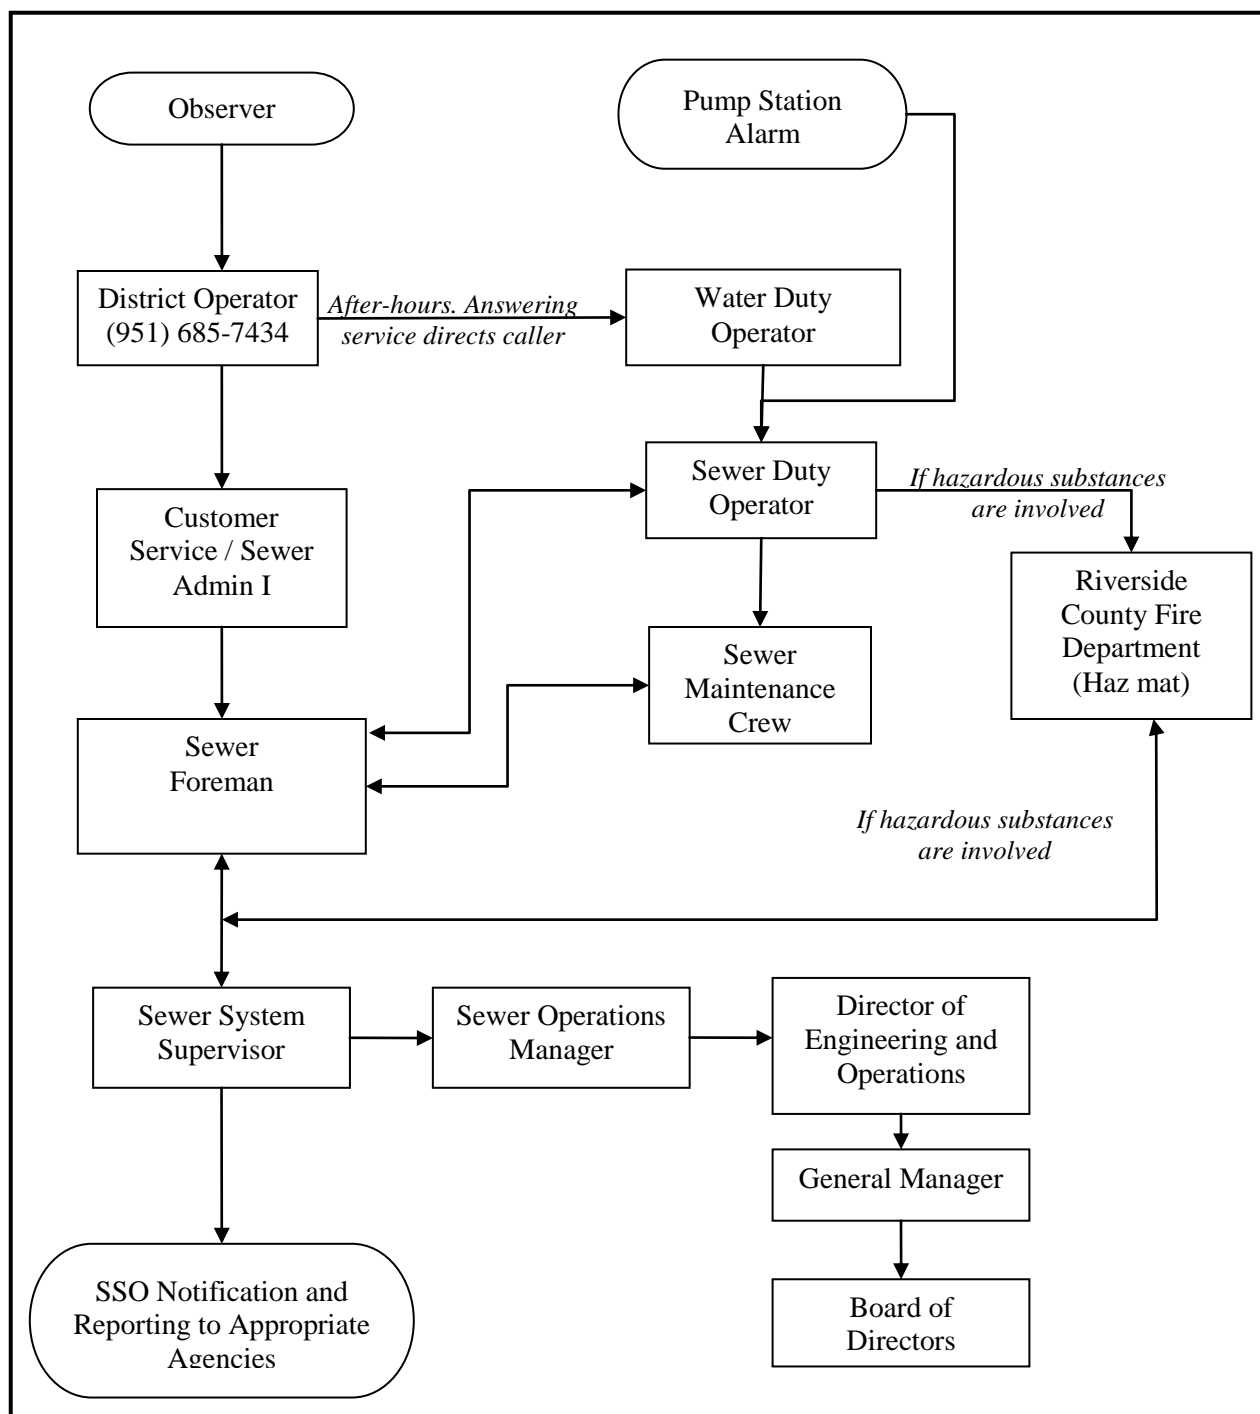 Observer
Pump Station
Alarm
District Operator
(951) 685-7434
After-hours. Answering
service directs caller
Water Duty
Operator
Sewer Duty
Operator
If hazardous substances
are involved
Customer
Service / Sewer
Admin I
Riverside
County Fire
Department
(Haz mat)
Sewer
Maintenance
Crew
Sewer
Foreman
If hazardous substances
are involved
Sewer System
Supervisor
Sewer Operations
Manager
Director of
Engineering and
Operations
General Manager
SSO Notification and
Reporting to Appropriate
Agencies
Board of
Directors